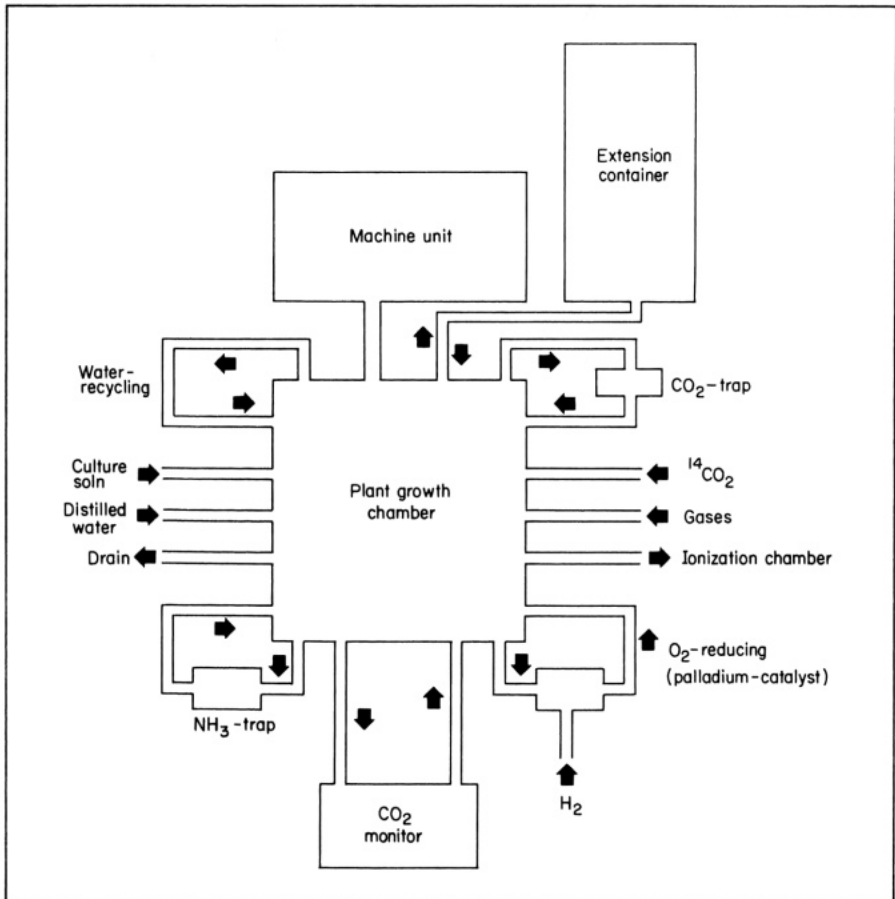 Extension
container
Machine unit
Water-
recycling
CO₂-trap
Culture
soln
¹⁴CO₂
Plant growth
chamber
Distilled
water
Gases
Drain
Ionization chamber
O₂-reducing
(palladium-catalyst)
NH₃-trap
H₂
CO₂
monitor